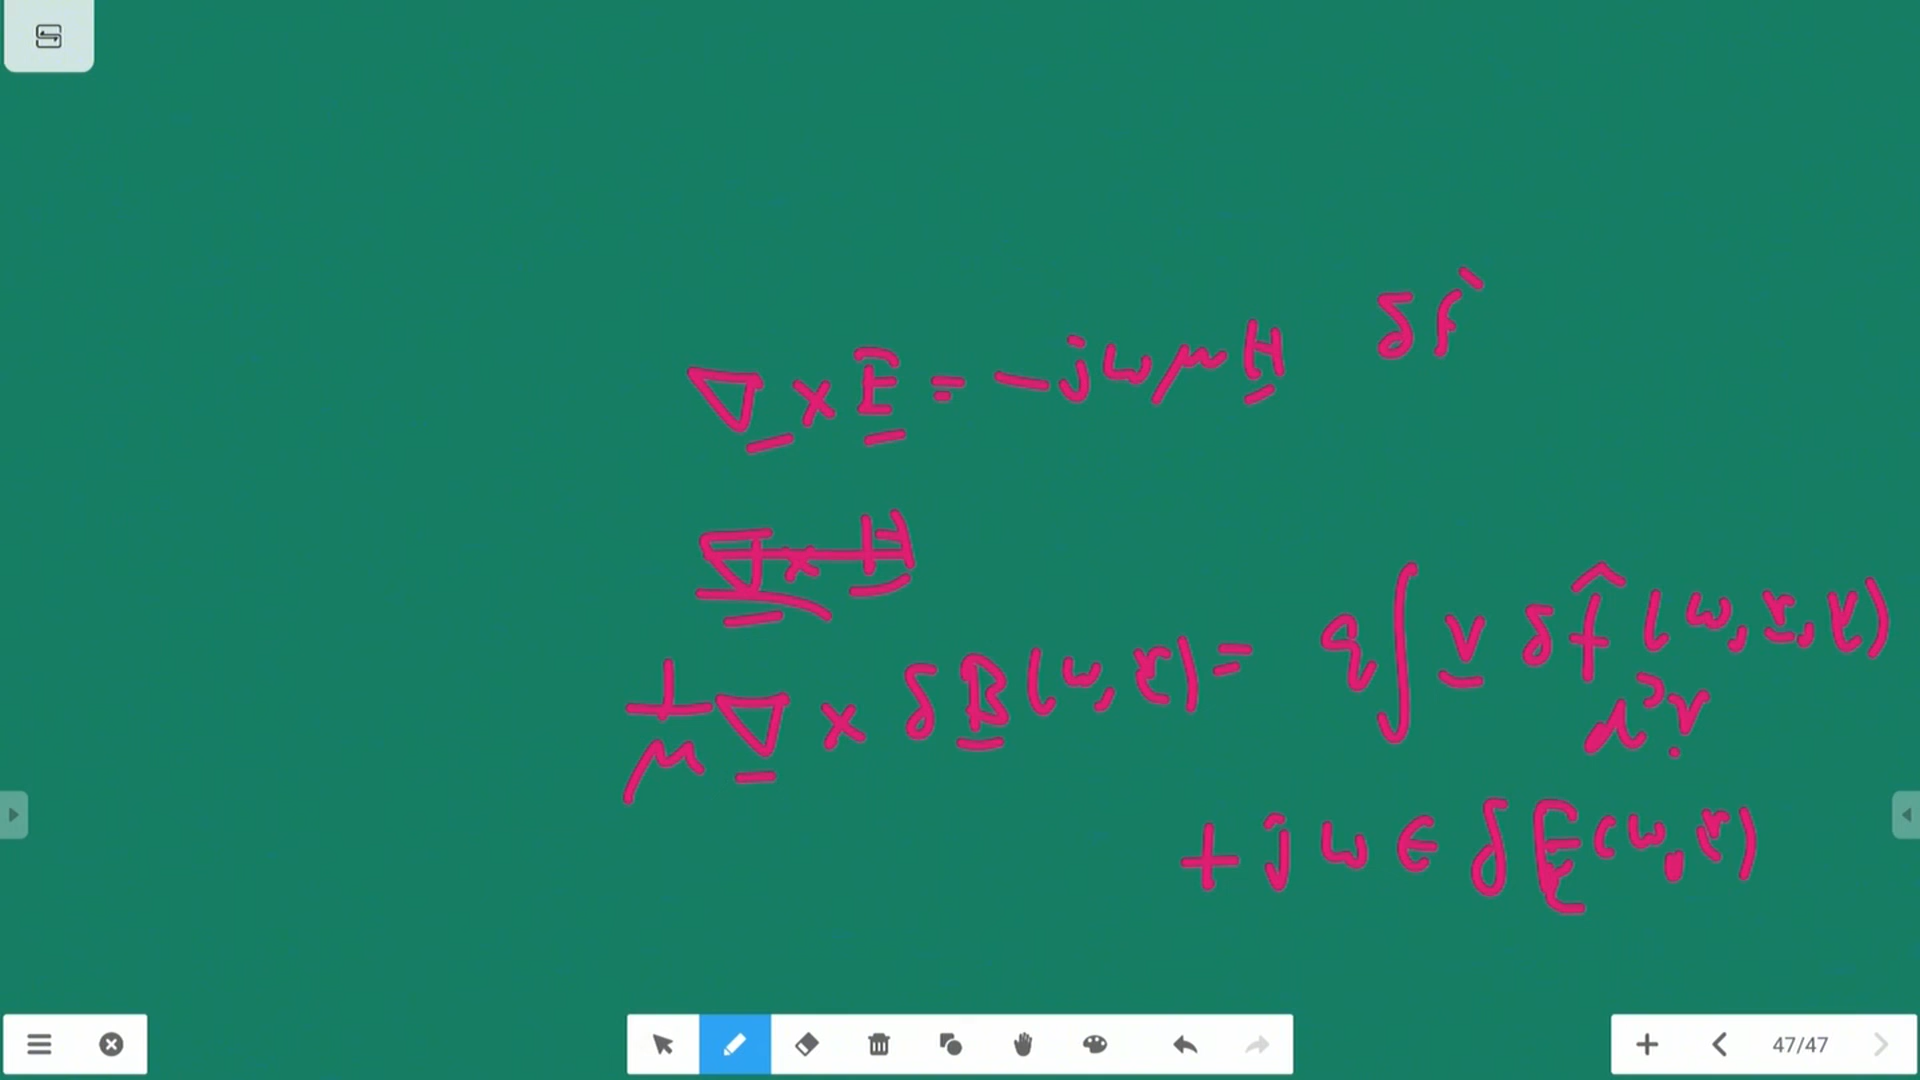 δf
∇ × E = -jωμH
∇ × H
1/μ ∇ × δB(ω, r) = q∫ v δf̂ (ω, r, v)
d³v
+ jωε δE(ω, r)
47/47